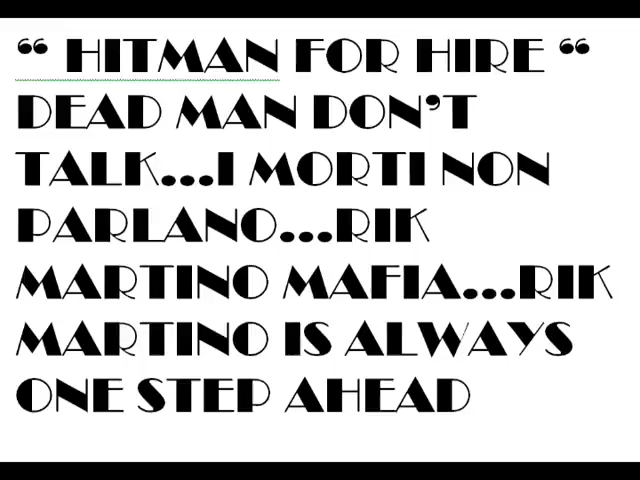 “ HITMAN FOR HIRE “
DEAD MAN DON’T
TALK...I MORTI NON
PARLANO...RIK
MARTINO MAFIA...RIK
MARTINO IS ALWAYS
ONE STEP AHEAD